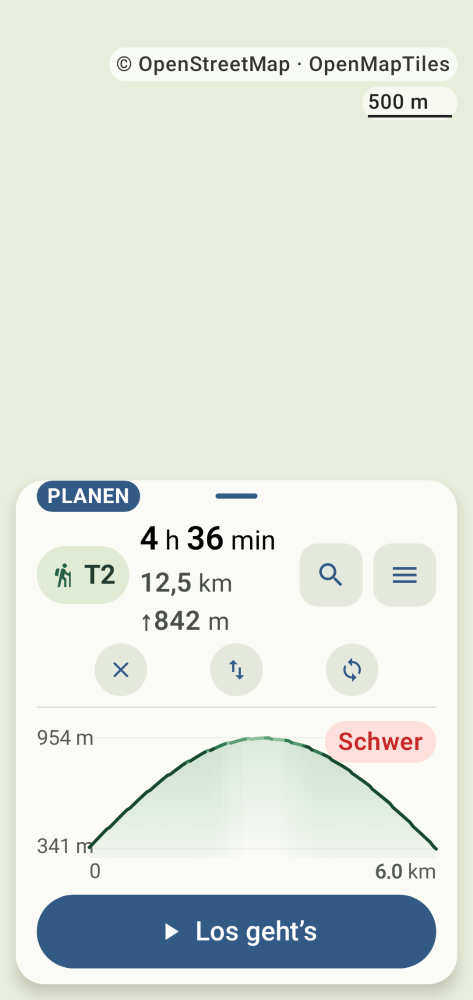 © OpenStreetMap · OpenMapTiles
500 m
PLANEN
T2
4 h 36 min
12,5 km
↑842 m
954 m
Schwer
341 m
0
6.0 km
Los geht’s